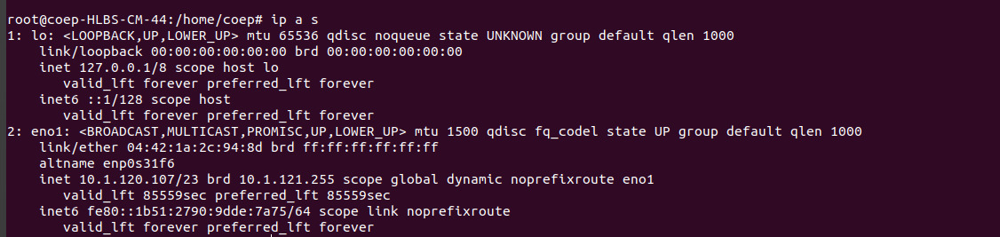 root@coep-HLBS-CM-44:/home/coep# ip a s
1: lo: <LOOPBACK,UP,LOWER_UP> mtu 65536 qdisc noqueue state UNKNOWN group default qlen 1000
    link/loopback 00:00:00:00:00:00 brd 00:00:00:00:00:00
    inet 127.0.0.1/8 scope host lo
       valid_lft forever preferred_lft forever
    inet6 ::1/128 scope host
       valid_lft forever preferred_lft forever
2: eno1: <BROADCAST,MULTICAST,PROMISC,UP,LOWER_UP> mtu 1500 qdisc fq_codel state UP group default qlen 1000
    link/ether 04:42:1a:2c:94:8d brd ff:ff:ff:ff:ff:ff
    altname enp0s31f6
    inet 10.1.120.107/23 brd 10.1.121.255 scope global dynamic noprefixroute eno1
       valid_lft 85559sec preferred_lft 85559sec
    inet6 fe80::1b51:2790:9dde:7a75/64 scope link noprefixroute
       valid_lft forever preferred_lft forever